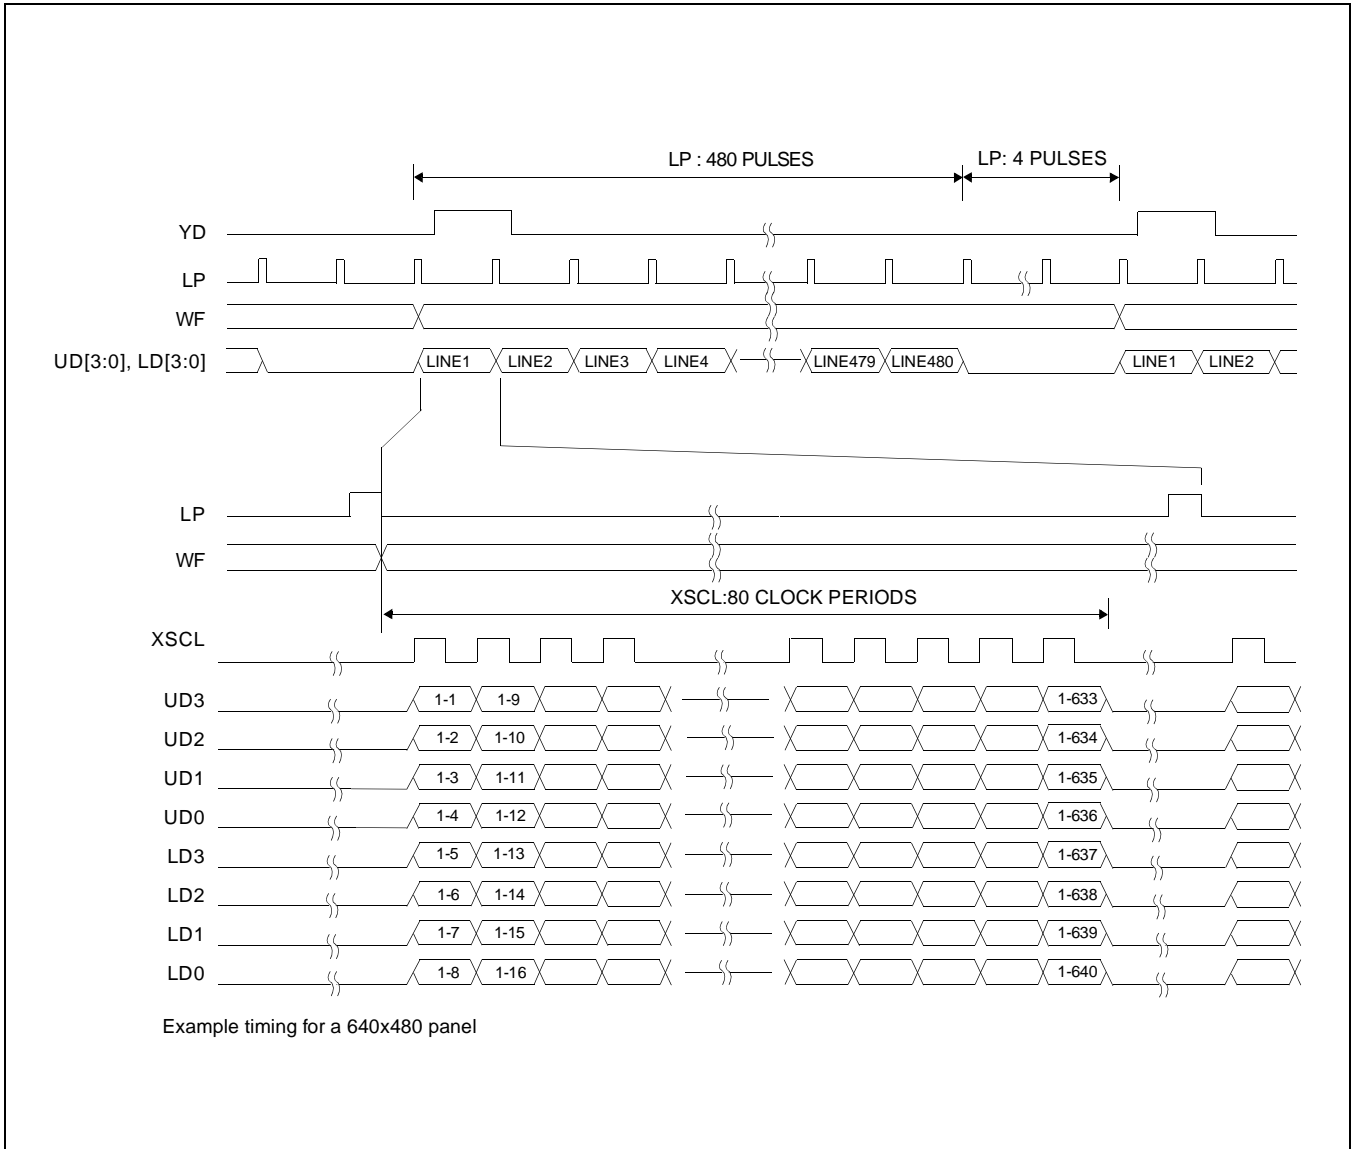 LP : 480 PULSES LP: 4 PULSES
YD
LP
WF
UD[3:0], LD[3:0] LINE1 LINE2 LINE3 LINE4 LINE479 LINE480 LINE1 LINE2
LP
WF
XSCL:80 CLOCK PERIODS
XSCL
UD3 1-1 1-9 1-633
UD2 1-2 1-10 1-634
UD1 1-3 1-11 1-635
UD0 1-4 1-12 1-636
LD3 1-5 1-13 1-637
LD2 1-6 1-14 1-638
LD1 1-7 1-15 1-639
LD0 1-8 1-16 1-640
Example timing for a 640x480 panel